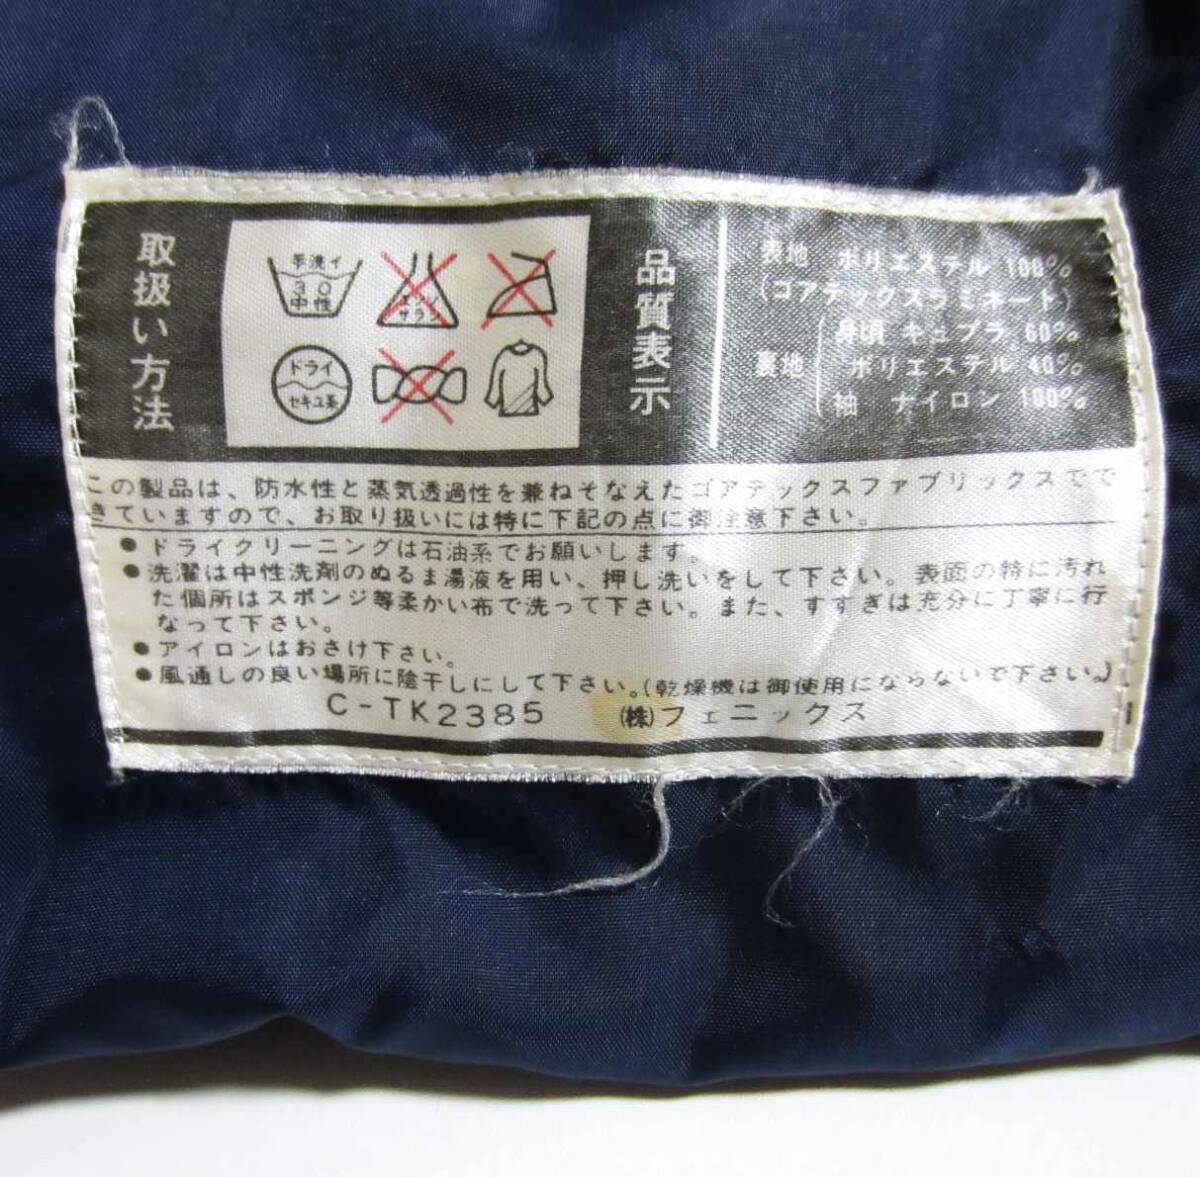 取扱い方法
手洗イ
30
中性
エンソ
サラシ
ドライ
セキユ系
品質表示
表地 ポリエステル 100%
(ゴアテックスラミネート)
身頃 キュプラ 60%
裏地 ポリエステル 40%
袖 ナイロン 100%
この製品は、防水性と蒸気透過性を兼ねそなえたゴアテックスファブリックスでで
きていますので、お取り扱いには特に下記の点に御注意下さい。
●ドライクリーニングは石油系でお願いします。
●洗濯は中性洗剤のぬるま湯液を用い、押し洗いをして下さい。表面の特に汚れ
た個所はスポンジ等柔かい布で洗って下さい。また、すすぎは充分に丁寧に行
なって下さい。
●アイロンはおさけ下さい。
●風通しの良い場所に陰干しにして下さい。(乾燥機は御使用にならないで下さい。)
C-TK2385 ㈱フェニックス